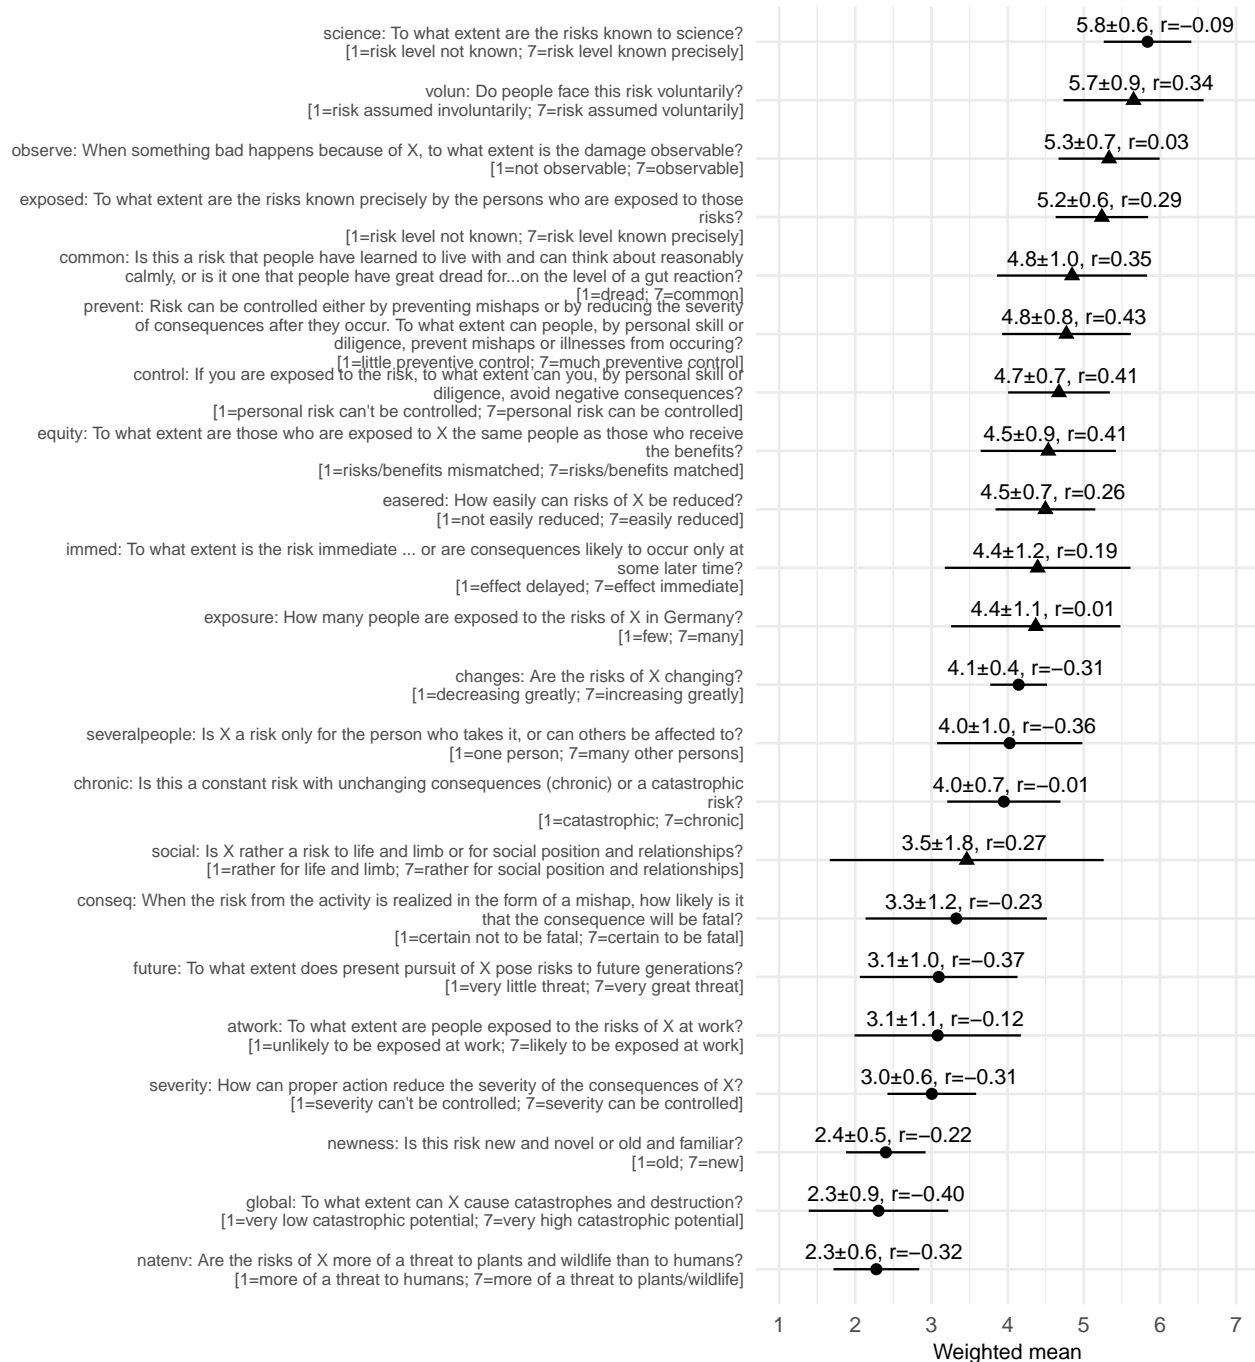 science: To what extent are the risks known to science?
[1=risk level not known; 7=risk level known precisely]
5.8±0.6, r=−0.09
volun: Do people face this risk voluntarily?
[1=risk assumed involuntarily; 7=risk assumed voluntarily]
5.7±0.9, r=0.34
observe: When something bad happens because of X, to what extent is the damage observable?
[1=not observable; 7=observable]
5.3±0.7, r=0.03
exposed: To what extent are the risks known precisely by the persons who are exposed to those
risks?
[1=risk level not known; 7=risk level known precisely]
5.2±0.6, r=0.29
common: Is this a risk that people have learned to live with and can think about reasonably
calmly, or is it one that people have great dread for...on the level of a gut reaction?
[1=dread; 7=common]
4.8±1.0, r=0.35
prevent: Risk can be controlled either by preventing mishaps or by reducing the severity
of consequences after they occur. To what extent can people, by personal skill or
diligence, prevent mishaps or illnesses from occuring?
[1=little preventive control; 7=much preventive control]
4.8±0.8, r=0.43
control: If you are exposed to the risk, to what extent can you, by personal skill or
diligence, avoid negative consequences?
[1=personal risk can't be controlled; 7=personal risk can be controlled]
4.7±0.7, r=0.41
equity: To what extent are those who are exposed to X the same people as those who receive
the benefits?
[1=risks/benefits mismatched; 7=risks/benefits matched]
4.5±0.9, r=0.41
easered: How easily can risks of X be reduced?
[1=not easily reduced; 7=easily reduced]
4.5±0.7, r=0.26
immed: To what extent is the risk immediate ... or are consequences likely to occur only at
some later time?
[1=effect delayed; 7=effect immediate]
4.4±1.2, r=0.19
exposure: How many people are exposed to the risks of X in Germany?
[1=few; 7=many]
4.4±1.1, r=0.01
changes: Are the risks of X changing?
[1=decreasing greatly; 7=increasing greatly]
4.1±0.4, r=−0.31
severalpeople: Is X a risk only for the person who takes it, or can others be affected to?
[1=one person; 7=many other persons]
4.0±1.0, r=−0.36
chronic: Is this a constant risk with unchanging consequences (chronic) or a catastrophic
risk?
[1=catastrophic; 7=chronic]
4.0±0.7, r=−0.01
social: Is X rather a risk to life and limb or for social position and relationships?
[1=rather for life and limb; 7=rather for social position and relationships]
3.5±1.8, r=0.27
conseq: When the risk from the activity is realized in the form of a mishap, how likely is it
that the consequence will be fatal?
[1=certain not to be fatal; 7=certain to be fatal]
3.3±1.2, r=−0.23
future: To what extent does present pursuit of X pose risks to future generations?
[1=very little threat; 7=very great threat]
3.1±1.0, r=−0.37
atwork: To what extent are people exposed to the risks of X at work?
[1=unlikely to be exposed at work; 7=likely to be exposed at work]
3.1±1.1, r=−0.12
severity: How can proper action reduce the severity of the consequences of X?
[1=severity can't be controlled; 7=severity can be controlled]
3.0±0.6, r=−0.31
newness: Is this risk new and novel or old and familiar?
[1=old; 7=new]
2.4±0.5, r=−0.22
global: To what extent can X cause catastrophes and destruction?
[1=very low catastrophic potential; 7=very high catastrophic potential]
2.3±0.9, r=−0.40
natenv: Are the risks of X more of a threat to plants and wildlife than to humans?
[1=more of a threat to humans; 7=more of a threat to plants/wildlife]
2.3±0.6, r=−0.32
1 2 3 4 5 6 7
Weighted mean